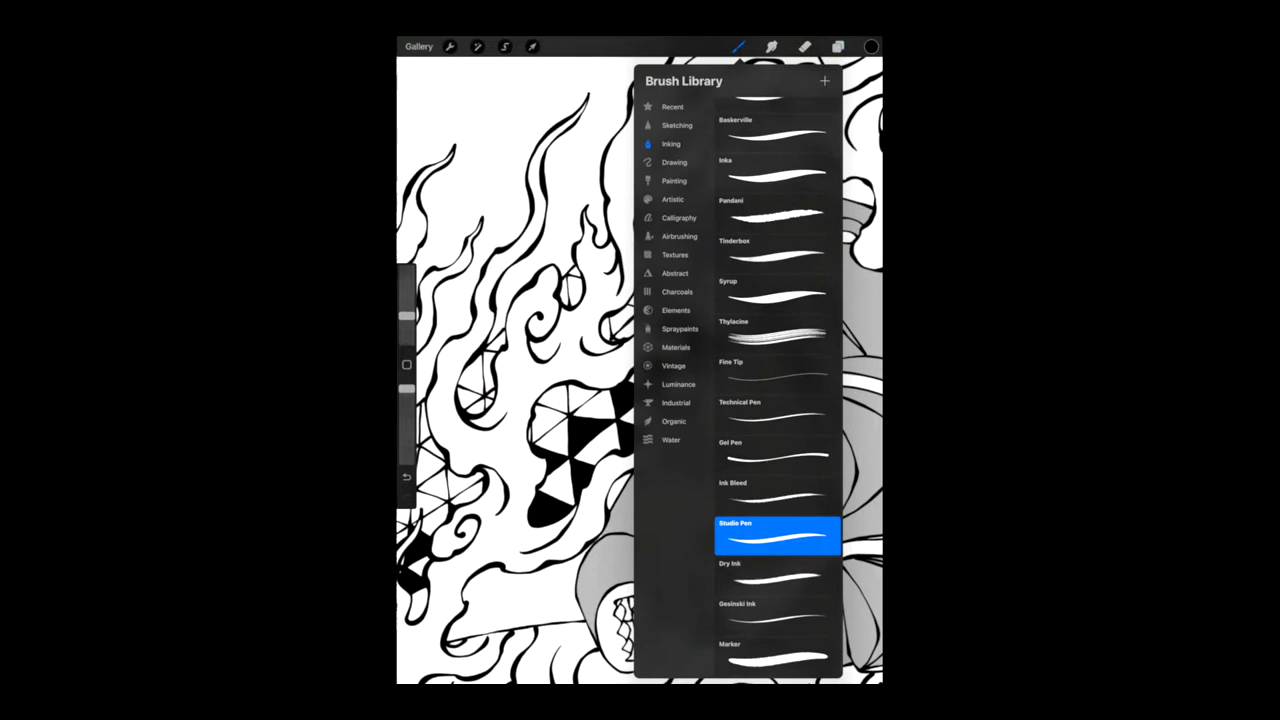 Gallery
Brush Library
Recent
Sketching
Inking
Drawing
Painting
Artistic
Calligraphy
Airbrushing
Textures
Abstract
Charcoals
Elements
Spraypaints
Materials
Vintage
Luminance
Industrial
Organic
Water
Baskerville
Inka
Pandani
Tinderbox
Syrup
Thylacine
Fine Tip
Technical Pen
Gel Pen
Ink Bleed
Studio Pen
Dry Ink
Gesinski Ink
Marker